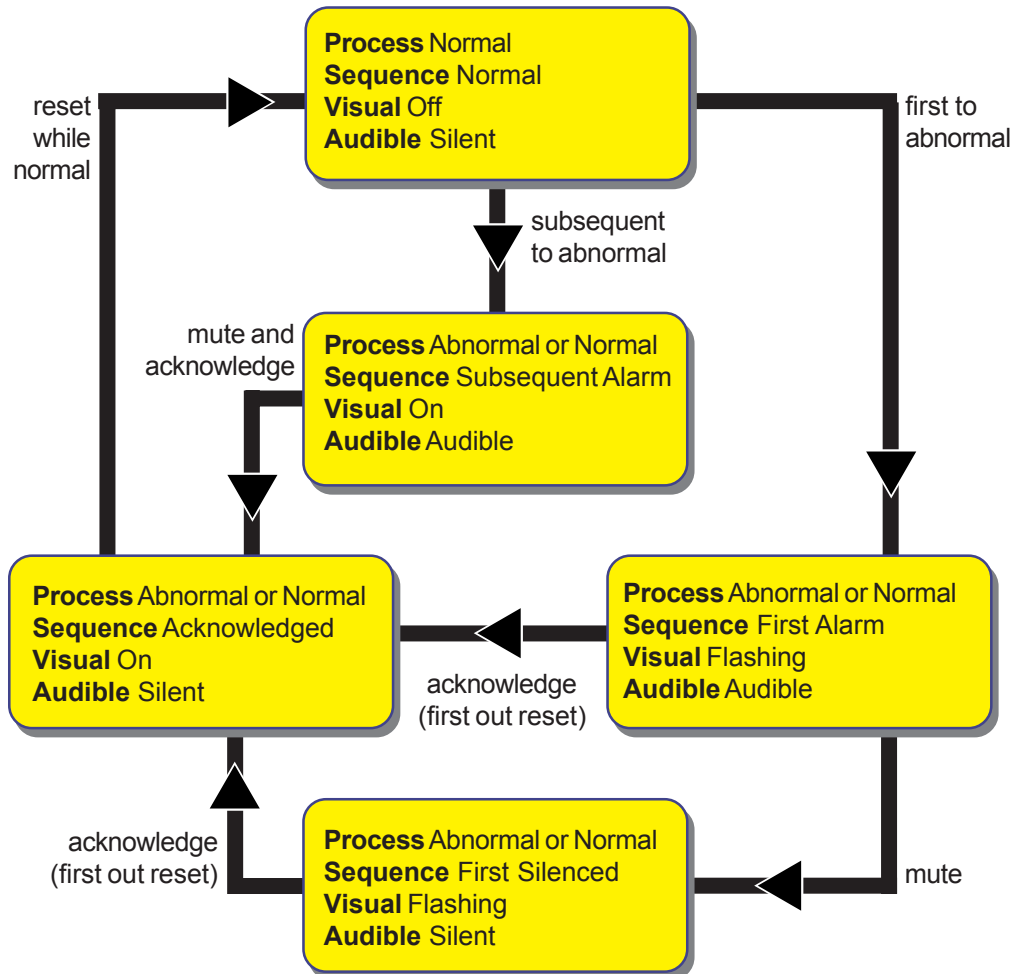 Process Normal
Sequence Normal
Visual Off
Audible Silent
reset
while
normal
first to
abnormal
subsequent
to abnormal
mute and
acknowledge
Process Abnormal or Normal
Sequence Subsequent Alarm
Visual On
Audible Audible
Process Abnormal or Normal
Sequence Acknowledged
Visual On
Audible Silent
acknowledge
(first out reset)
Process Abnormal or Normal
Sequence First Alarm
Visual Flashing
Audible Audible
acknowledge
(first out reset)
Process Abnormal or Normal
Sequence First Silenced
Visual Flashing
Audible Silent
mute